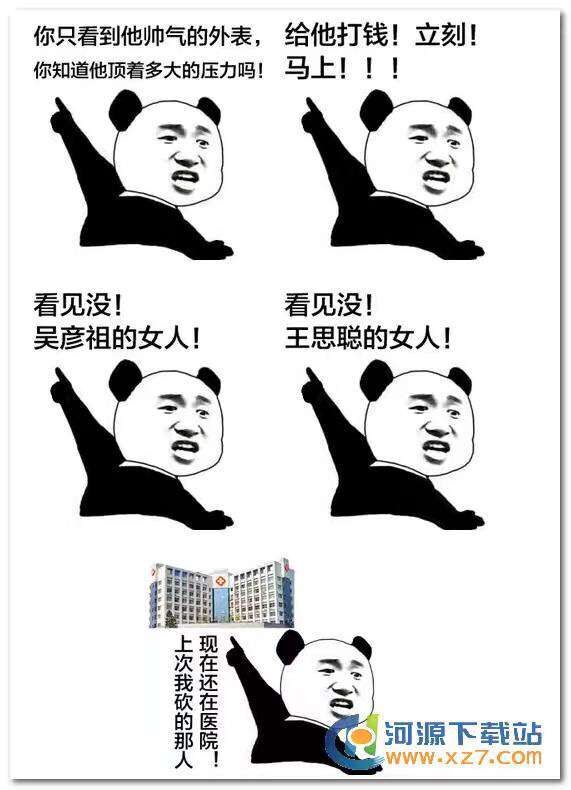 你只看到他帅气的外表，
你知道他顶着多大的压力吗！
给他打钱！立刻！
马上！！！
看见没！
吴彦祖的女人！
看见没！
王思聪的女人！
上次我砍的那人
现在还在医院！
河源下载站
www.xz7.com